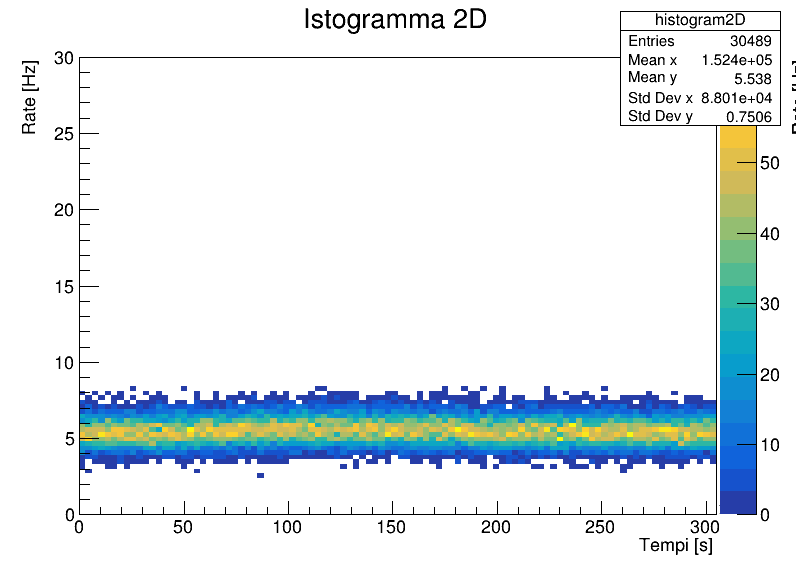 Istogramma 2D
histogram2D
Entries 30489
Mean x 1.524e+05
Mean y 5.538
Std Dev x 8.801e+04
Std Dev y 0.7506
Rate [Hz]
30
25
20
15
10
5
0
0 50 100 150 200 250 300
Tempi [s]
50
40
30
20
10
0